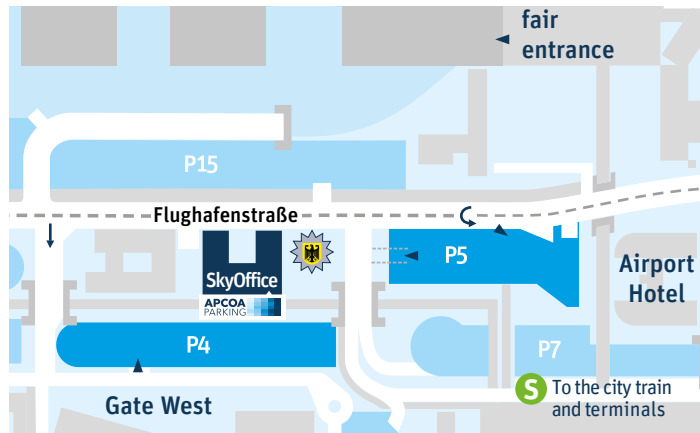 fair
entrance
P15
Flughafenstraße
SkyOffice
APCOA
PARKING
P5
Airport
Hotel
P4
P7
Gate West
S
To the city train
and terminals